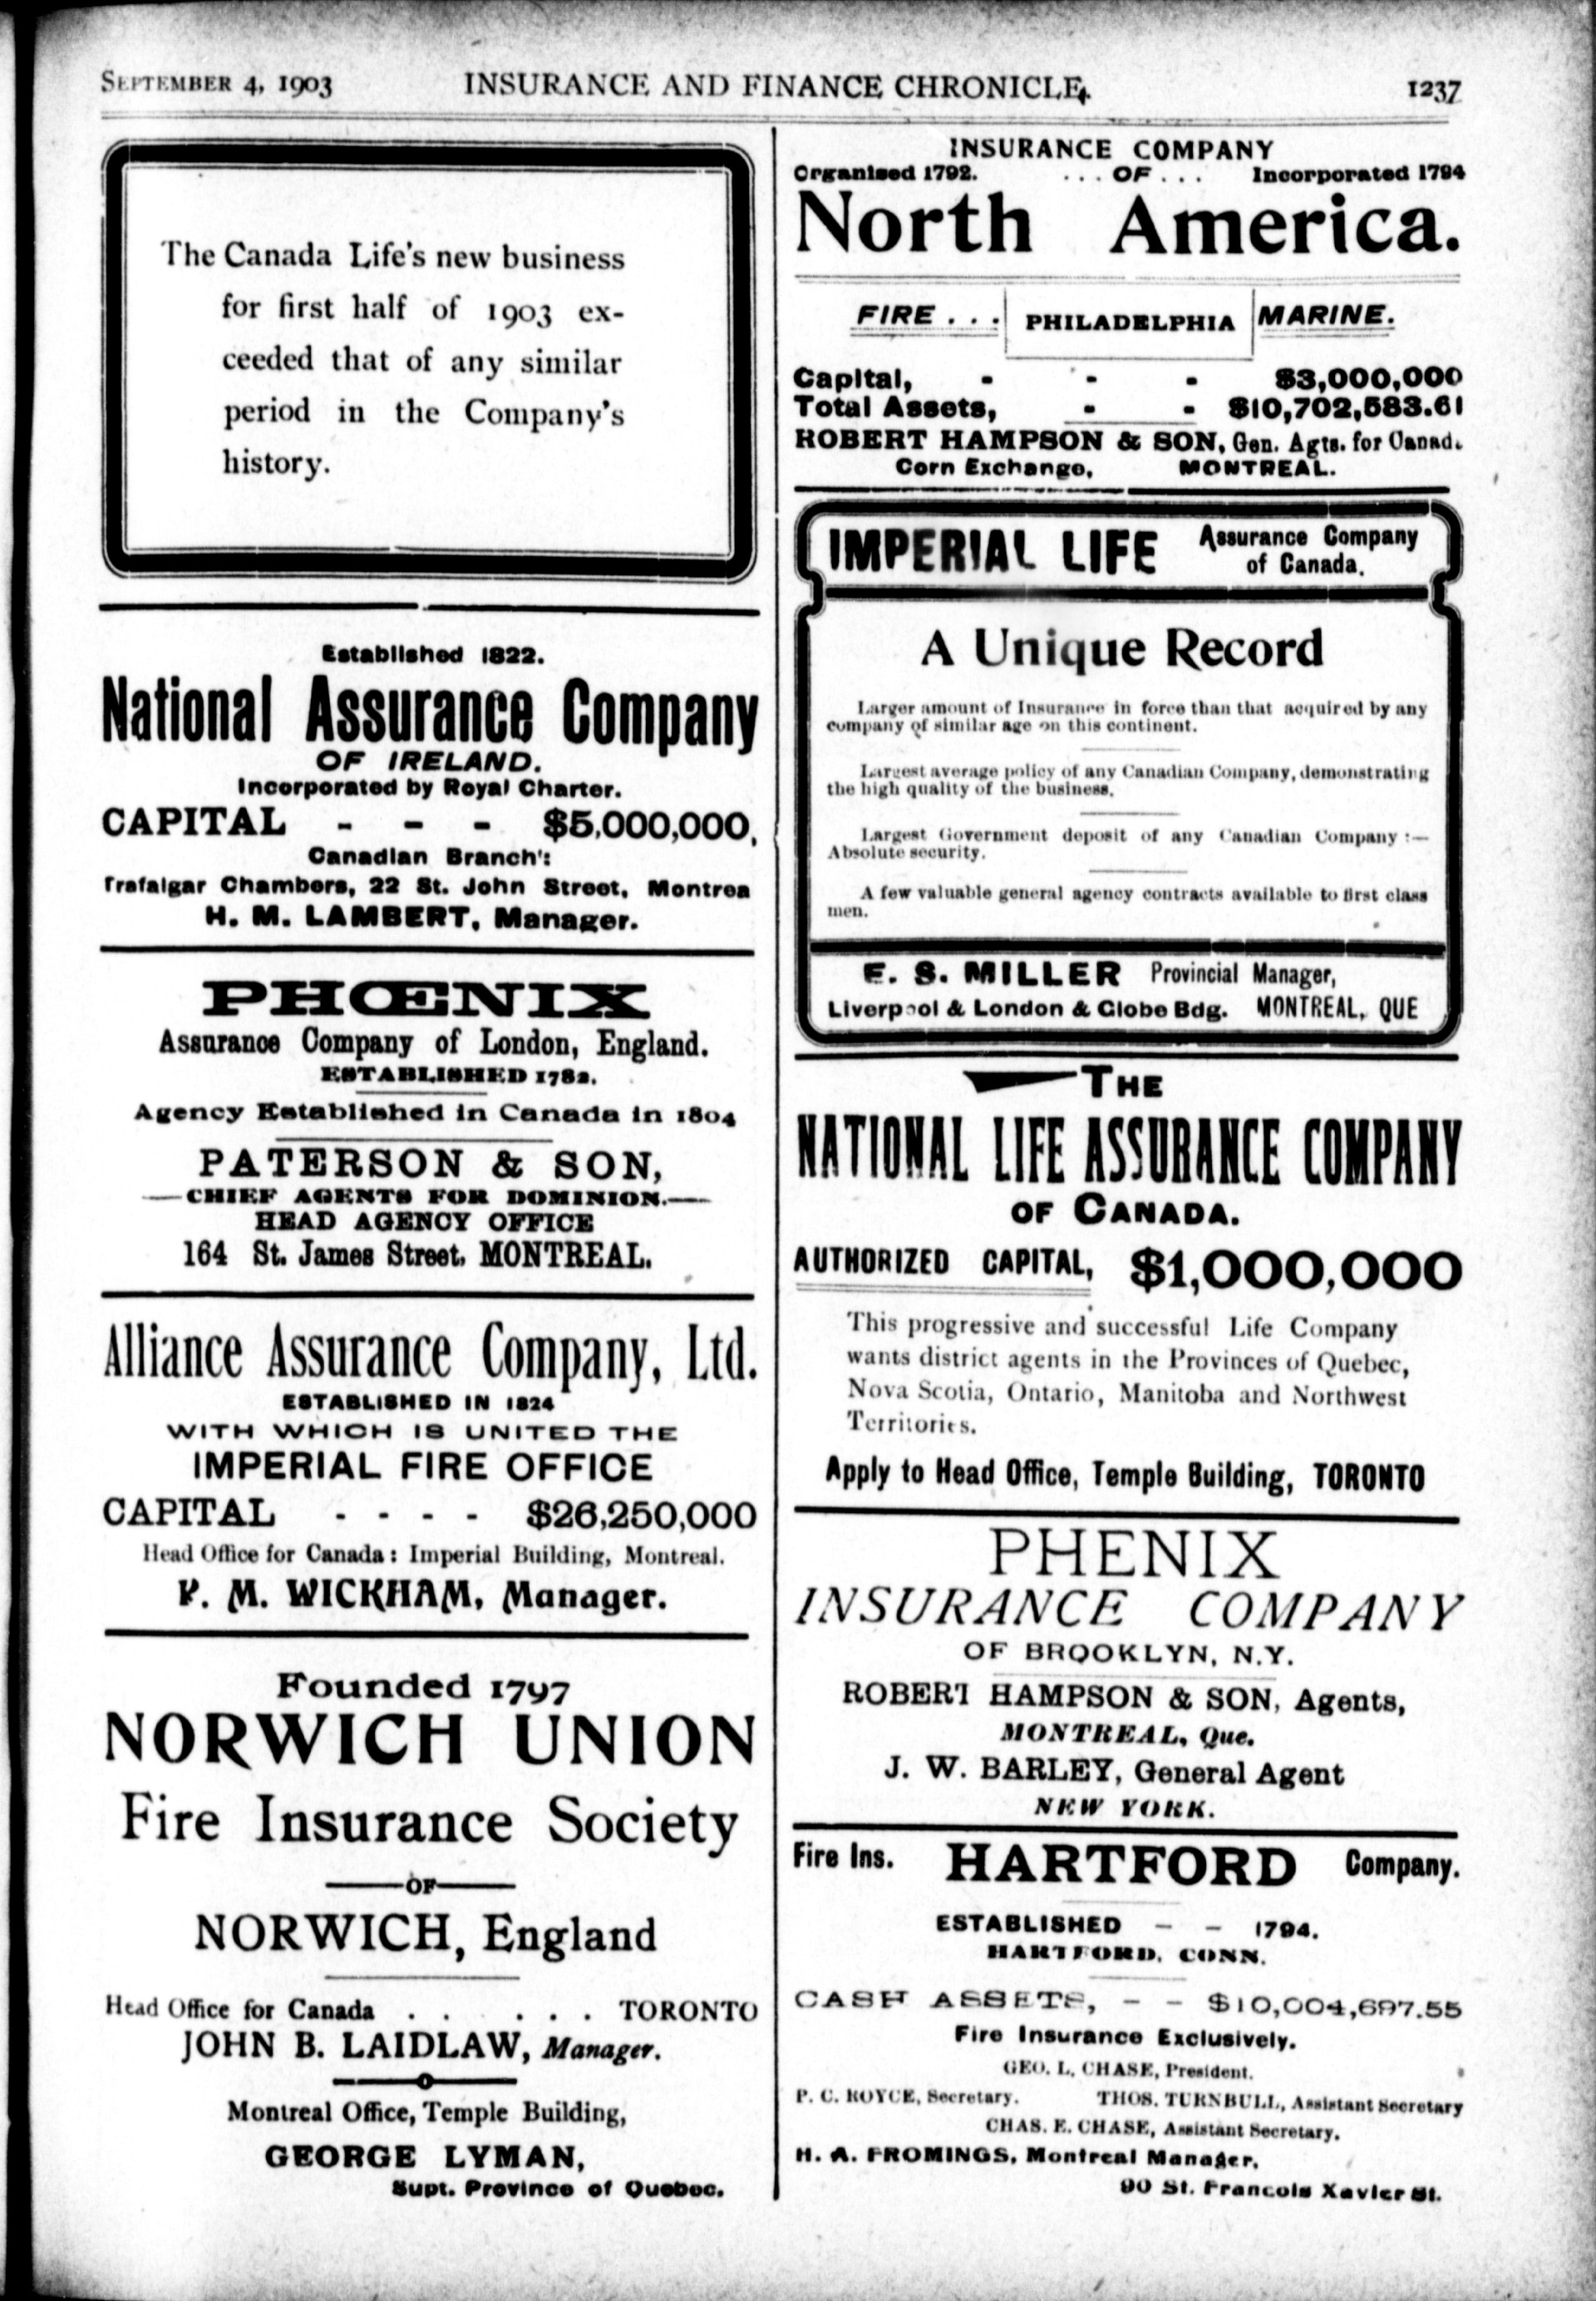 SEPTEMBER 4, 1903 INSURANCE AND FINANCE CHRONICLE. 1237
The Canada Life's new business
for first half of 1903 ex-
ceeded that of any similar
period in the Company's
history.
Established 1822.
National Assurance Company
OF IRELAND.
Incorporated by Royal Charter.
CAPITAL - - - $5,000,000,
Canadian Branch:
Trafalgar Chambers, 22 St. John Street, Montrea
H. M. LAMBERT, Manager.
PHŒNIX
Assurance Company of London, England.
ESTABLISHED 1782.
Agency Established in Canada in 1804
PATERSON & SON,
—CHIEF AGENTS FOR DOMINION.—
HEAD AGENCY OFFICE
164 St. James Street, MONTREAL.
Alliance Assurance Company, Ltd.
ESTABLISHED IN 1824
WITH WHICH IS UNITED THE
IMPERIAL FIRE OFFICE
CAPITAL - - - - $26,250,000
Head Office for Canada: Imperial Building, Montreal.
P. M. WICKHAM, Manager.
Founded 1797
NORWICH UNION
Fire Insurance Society
—OF—
NORWICH, England
Head Office for Canada . . . . . TORONTO
JOHN B. LAIDLAW, Manager.
Montreal Office, Temple Building,
GEORGE LYMAN,
Supt. Province of Quebec.
INSURANCE COMPANY
Organised 1792. ... OF ... Incorporated 1794
North America.
FIRE . . . PHILADELPHIA MARINE.
Capital, - - - $3,000,000
Total Assets, - - $10,702,583.61
ROBERT HAMPSON & SON, Gen. Agts. for Canad.
Corn Exchange, MONTREAL.
IMPERIAL LIFE Assurance Company
of Canada.
A Unique Record
Larger amount of Insurance in force than that acquired by any
company of similar age on this continent.
Largest average policy of any Canadian Company, demonstrating
the high quality of the business.
Largest Government deposit of any Canadian Company :—
Absolute security.
A few valuable general agency contracts available to first class
men.
E. S. MILLER Provincial Manager,
Liverpool & London & Globe Bdg. MONTREAL, QUE
THE
NATIONAL LIFE ASSURANCE COMPANY
OF CANADA.
AUTHORIZED CAPITAL, $1,000,000
This progressive and successful Life Company
wants district agents in the Provinces of Quebec,
Nova Scotia, Ontario, Manitoba and Northwest
Territories.
Apply to Head Office, Temple Building, TORONTO
PHENIX
INSURANCE COMPANY
OF BROOKLYN, N.Y.
ROBERT HAMPSON & SON, Agents,
MONTREAL, Que.
J. W. BARLEY, General Agent
NEW YORK.
Fire Ins. HARTFORD Company.
ESTABLISHED - - 1794.
HARTFORD, CONN.
CASH ASSETS, - - $10,004,697.55
Fire Insurance Exclusively.
GEO. L. CHASE, President.
P. C. ROYCE, Secretary. THOS. TURNBULL, Assistant Secretary
CHAS. E. CHASE, Assistant Secretary.
H. A. FROMINGS, Montreal Manager,
90 St. Francois Xavier St.